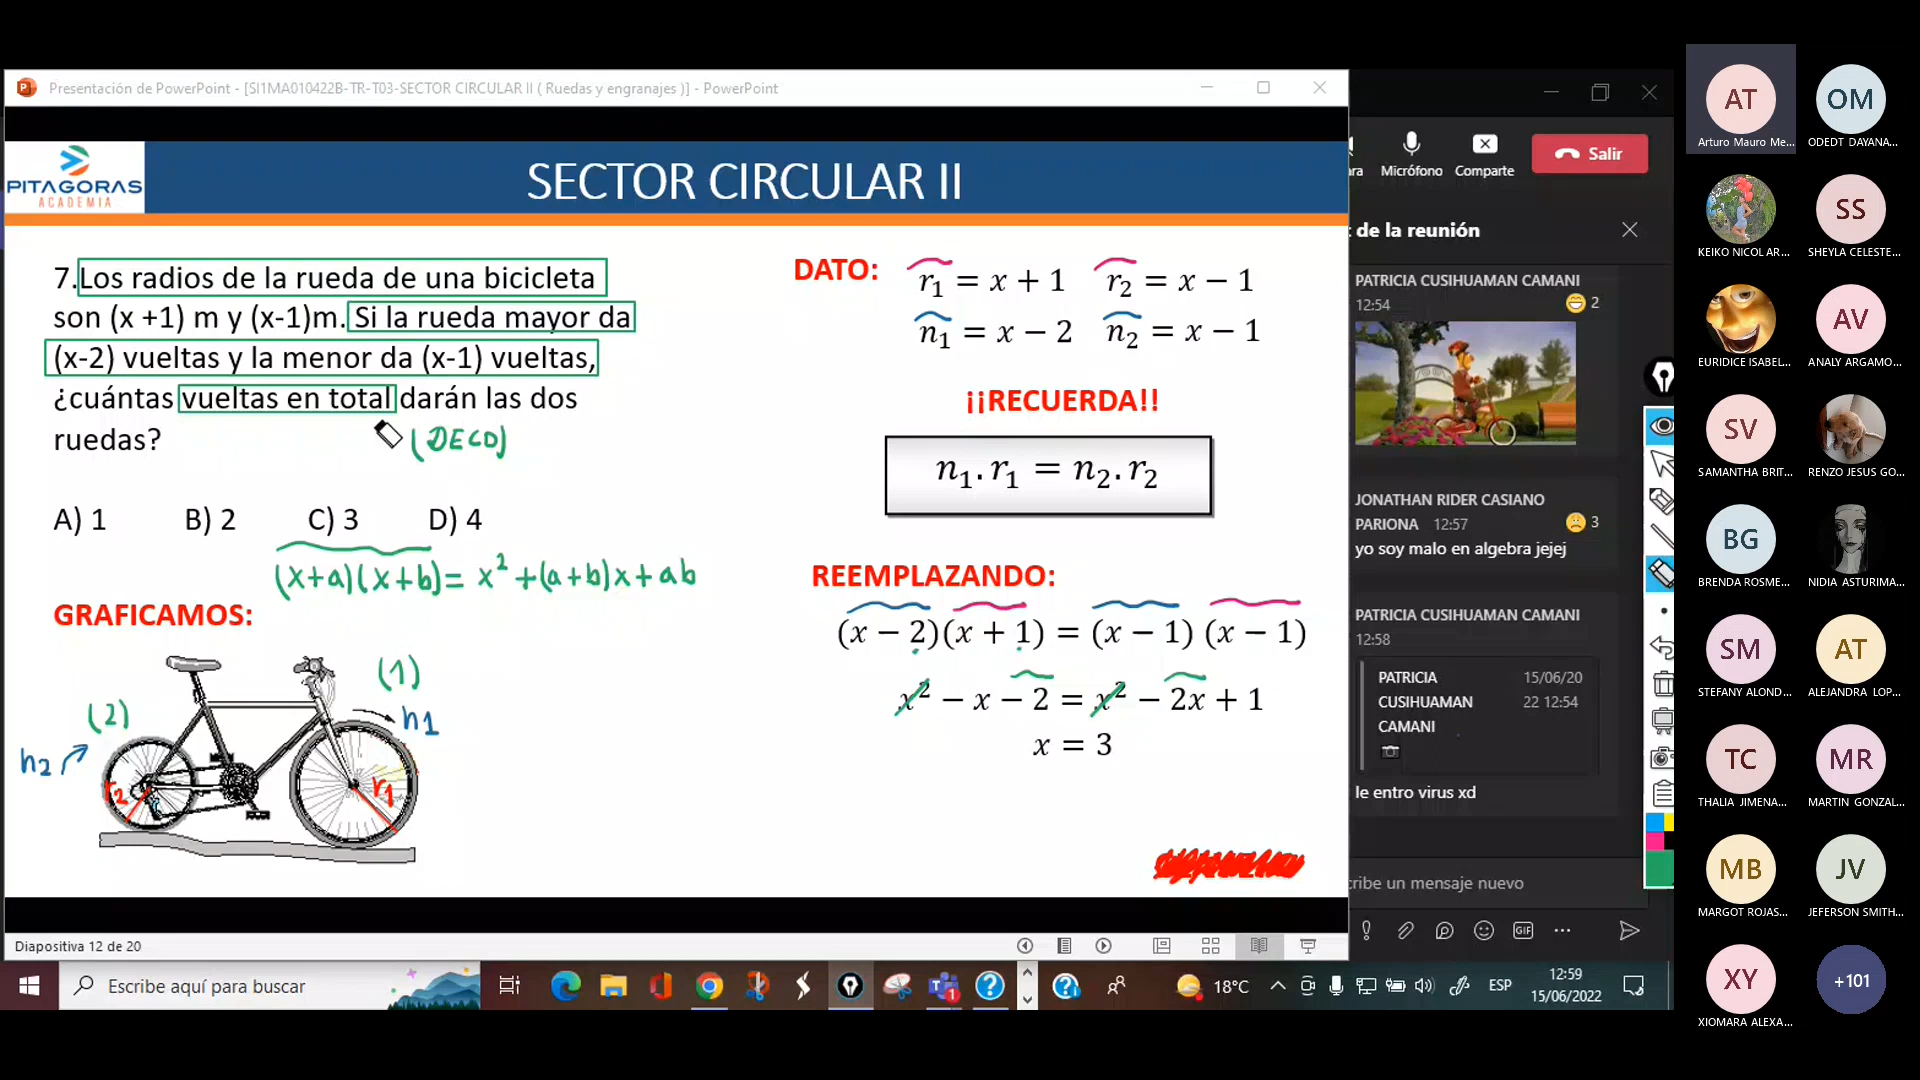 Presentación de PowerPoint - [SI1MA010422B-TR-T03-SECTOR CIRCULAR II ( Ruedas y engranajes )] - PowerPoint
PITAGORAS
ACADEMIA
SECTOR CIRCULAR II
7.Los radios de la rueda de una bicicleta
son (x +1) m y (x-1)m. Si la rueda mayor da
(x-2) vueltas y la menor da (x-1) vueltas,
¿cuántas vueltas en total darán las dos
ruedas?
(DECO)
A) 1 B) 2 C) 3 D) 4
(x+a)(x+b)= x² +(a+b)x+ab
GRAFICAMOS:
(1)
(2)
n1
n2
r2
r1
DATO:
r₁ = x + 1 r₂ = x − 1
n₁ = x − 2 n₂ = x − 1
¡¡RECUERDA!!
n₁. r₁ = n₂. r₂
REEMPLAZANDO:
(x − 2)(x + 1) = (x − 1) (x − 1)
x² − x − 2 = x² − 2x + 1
x = 3
Diapositiva 12 de 20
Micrófono
Comparte
Salir
de la reunión
PATRICIA CUSIHUAMAN CAMANI
12:54
2
JONATHAN RIDER CASIANO
PARIONA 12:57
3
yo soy malo en algebra jejej
PATRICIA CUSIHUAMAN CAMANI
12:58
PATRICIA 15/06/20
CUSIHUAMAN 22 12:54
CAMANI
le entro virus xd
cribe un mensaje nuevo
GIF
Escribe aquí para buscar
1
18°C
ESP
12:59
15/06/2022
AT
Arturo Mauro Me...
OM
ODEDT DAYANA...
KEIKO NICOL AR...
SS
SHEYLA CELESTE...
EURIDICE ISABEL...
AV
ANALY ARGAMO...
SV
SAMANTHA BRIT...
RENZO JESUS GO...
BG
BRENDA ROSME...
NIDIA ASTURIMA...
SM
STEFANY ALOND...
AT
ALEJANDRA LOP...
TC
THALIA JIMENA...
MR
MARTIN GONZAL...
MB
MARGOT ROJAS...
JV
JEFERSON SMITH...
XY
XIOMARA ALEXA...
+101